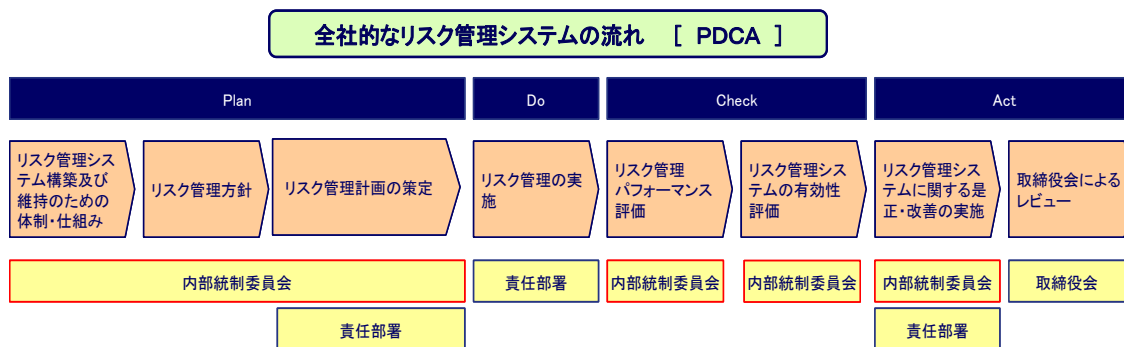 全社的なリスク管理システムの流れ [ PDCA ]
Plan
Do
Check
Act
リスク管理シス
テム構築及び
維持のための
体制・仕組み
リスク管理方針
リスク管理計画の策定
リスク管理の実
施
リスク管理
パフォーマンス
評価
リスク管理シス
テムの有効性
評価
リスク管理シス
テムに関する是
正・改善の実施
取締役会による
レビュー
内部統制委員会
責任部署
内部統制委員会
内部統制委員会
内部統制委員会
取締役会
責任部署
責任部署